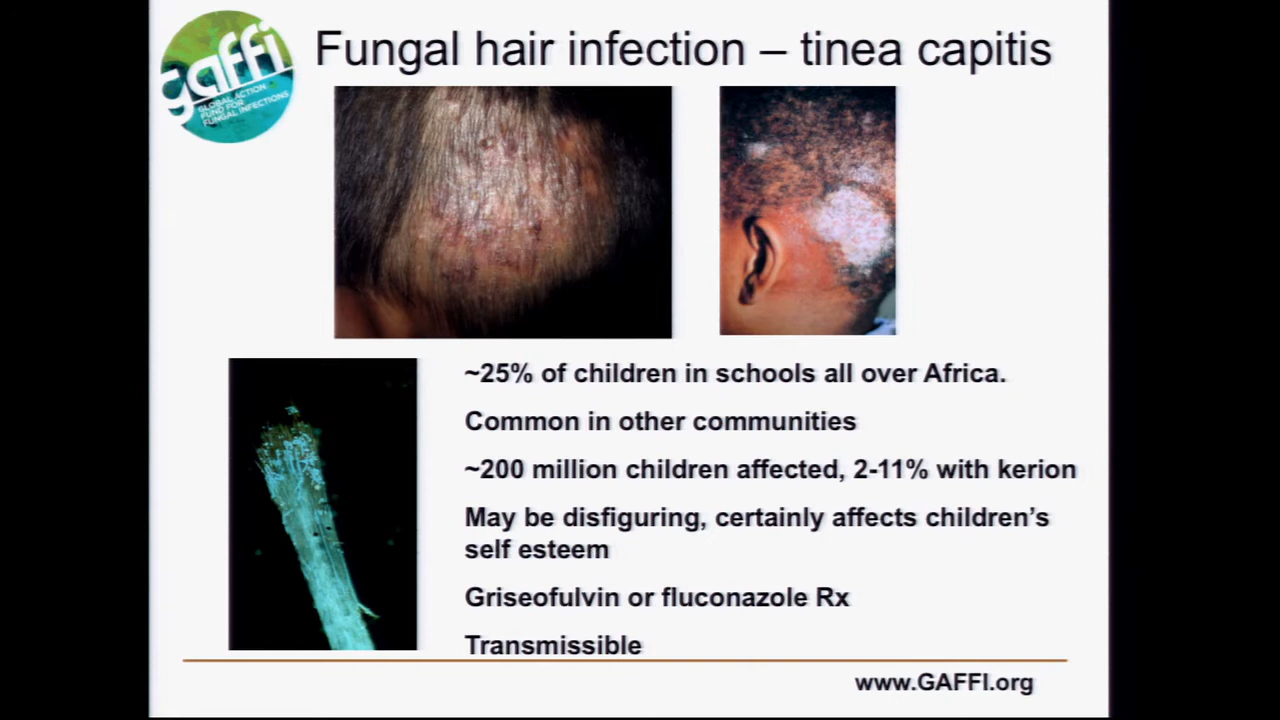 gaffi
GLOBAL ACTION
FUND FOR
FUNGAL INFECTIONS
Fungal hair infection – tinea capitis
~25% of children in schools all over Africa.
Common in other communities
~200 million children affected, 2-11% with kerion
May be disfiguring, certainly affects children’s
self esteem
Griseofulvin or fluconazole Rx
Transmissible
www.GAFFI.org